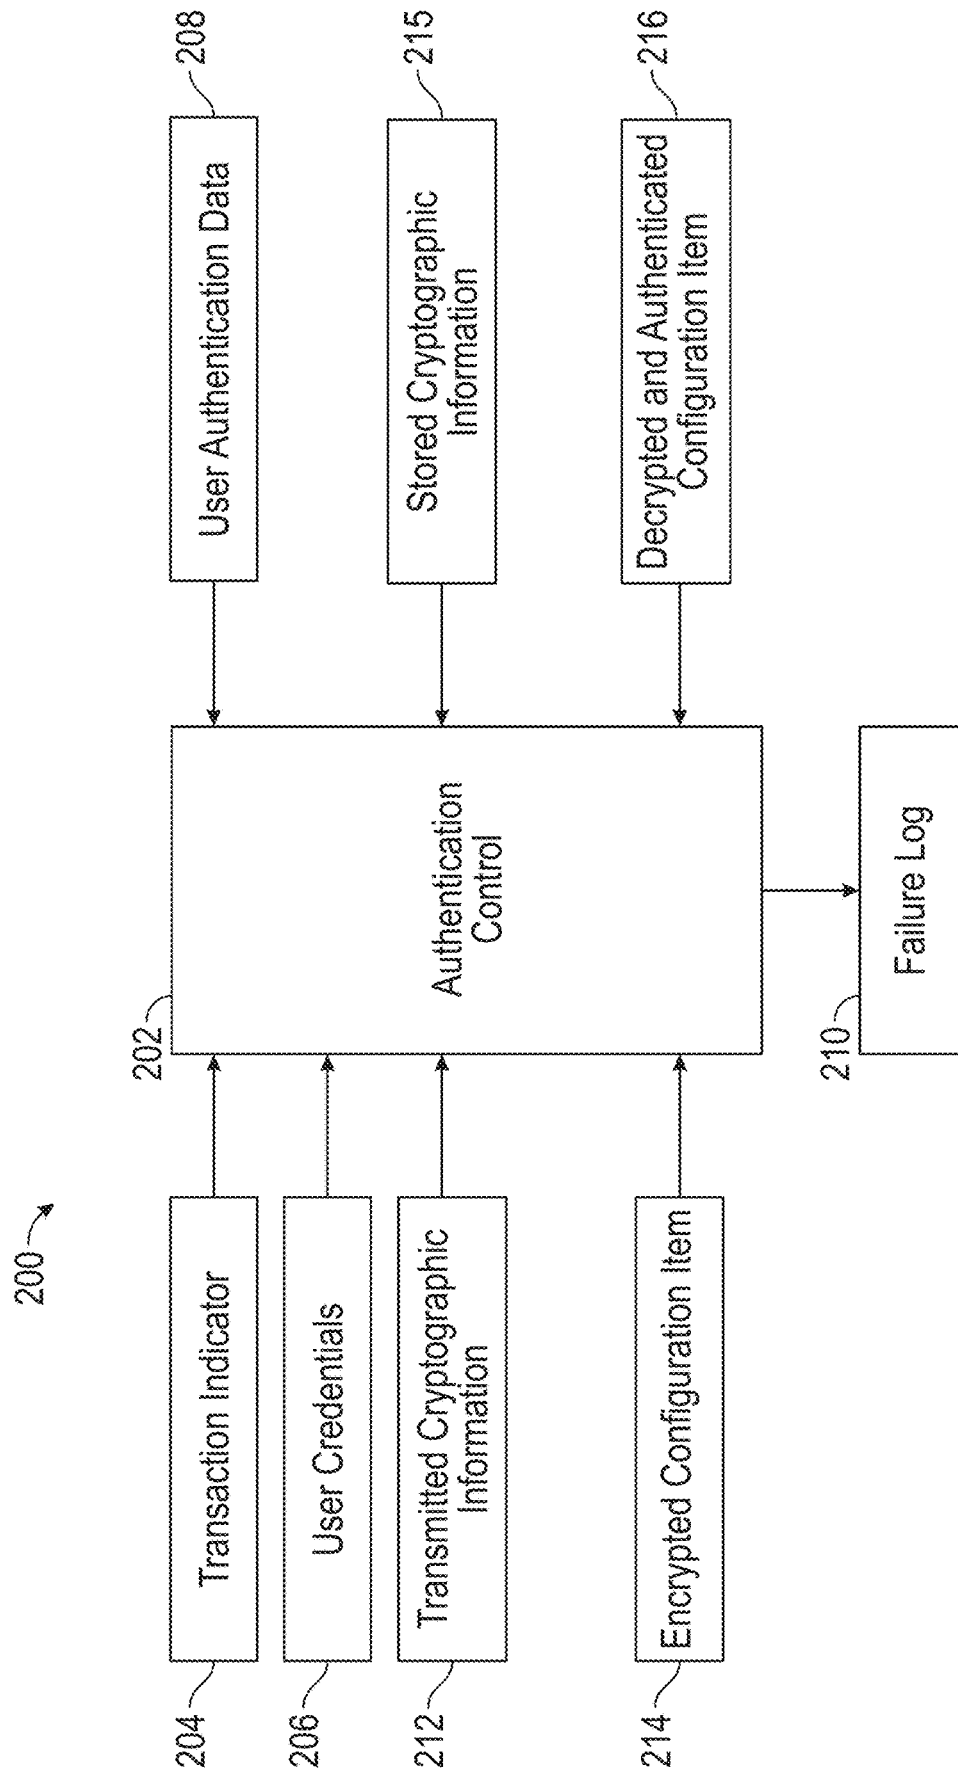 200
204
Transaction Indicator
206
User Credentials
212
Transmitted Cryptographic
Information
214
Encrypted Configuration Item
202
Authentication
Control
210
Failure Log
208
User Authentication Data
215
Stored Cryptographic
Information
216
Decrypted and Authenticated
Configuration Item